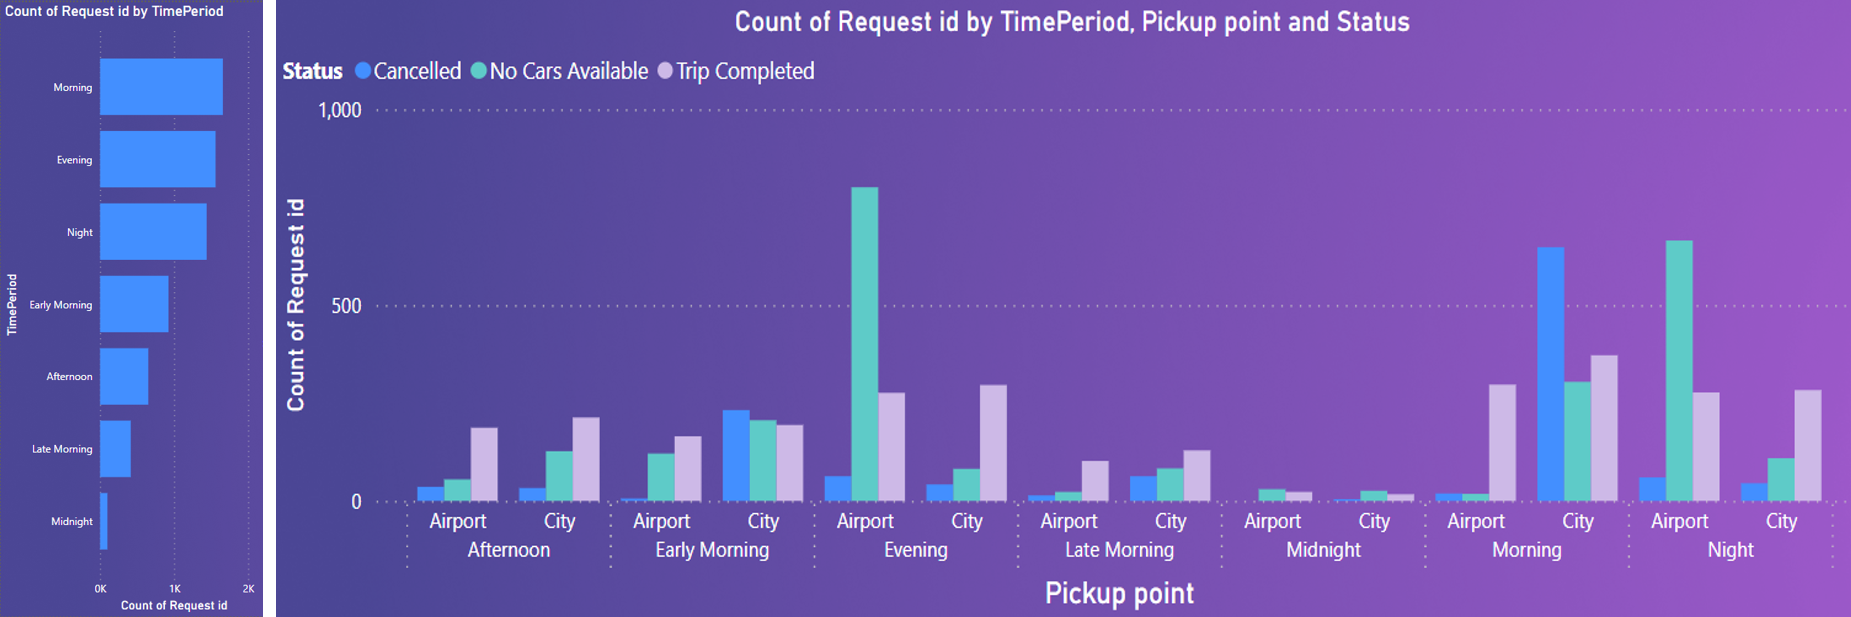 Count of Request id by TimePeriod
TimePeriod
Morning
Evening
Night
Early Morning
Afternoon
Late Morning
Midnight
0K 1K 2K
Count of Request id
Count of Request id by TimePeriod, Pickup point and Status
Status Cancelled No Cars Available Trip Completed
Count of Request id
1,000
500
0
Airport City Airport City Airport City Airport City Airport City Airport City Airport City
Afternoon Early Morning Evening Late Morning Midnight Morning Night
Pickup point